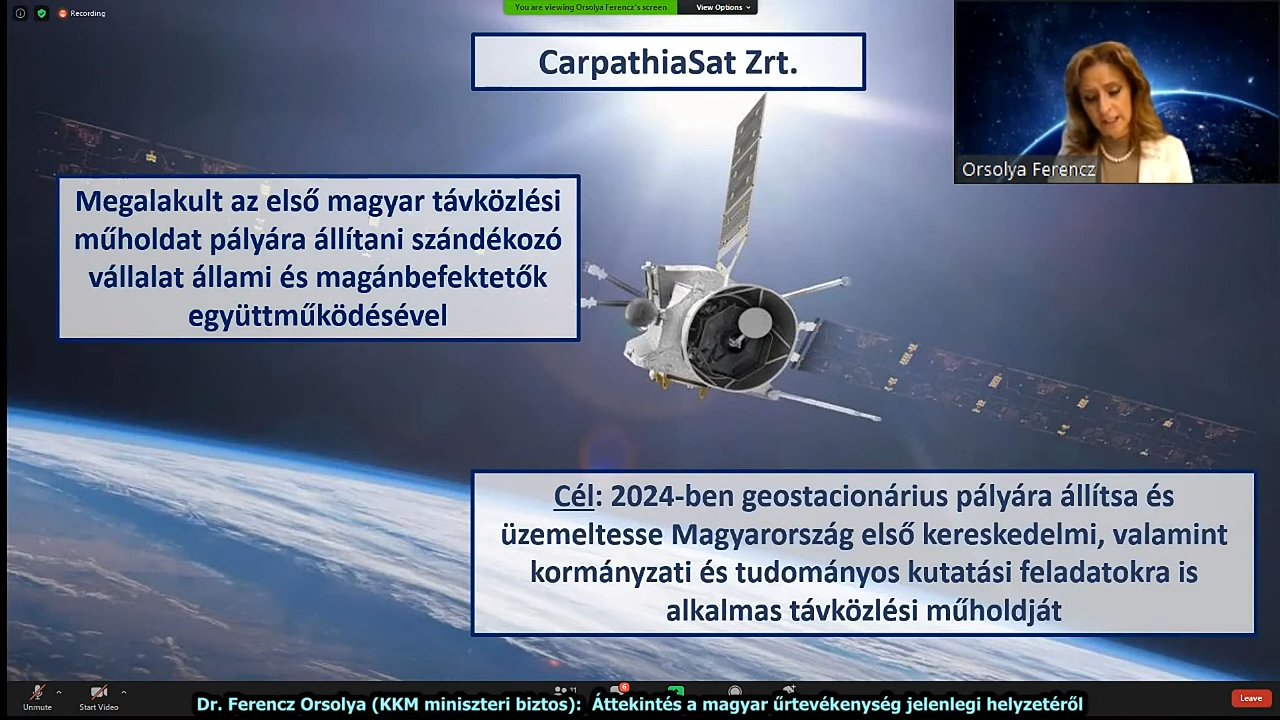 Recording
You are viewing Orsolya Ferencz's screen
View Options
CarpathiaSat Zrt.
Orsolya Ferencz
Megalakult az első magyar távközlési
műholdat pályára állítani szándékozó
vállalat állami és magánbefektetők
együttműködésével
Cél: 2024-ben geostacionárius pályára állítsa és
üzemeltesse Magyarország első kereskedelmi, valamint
kormányzati és tudományos kutatási feladatokra is
alkalmas távközlési műholdját
Unmute
Start Video
11
6
Leave
Dr. Ferencz Orsolya (KKM miniszteri biztos): Áttekintés a magyar űrtevékenység jelenlegi helyzetéről